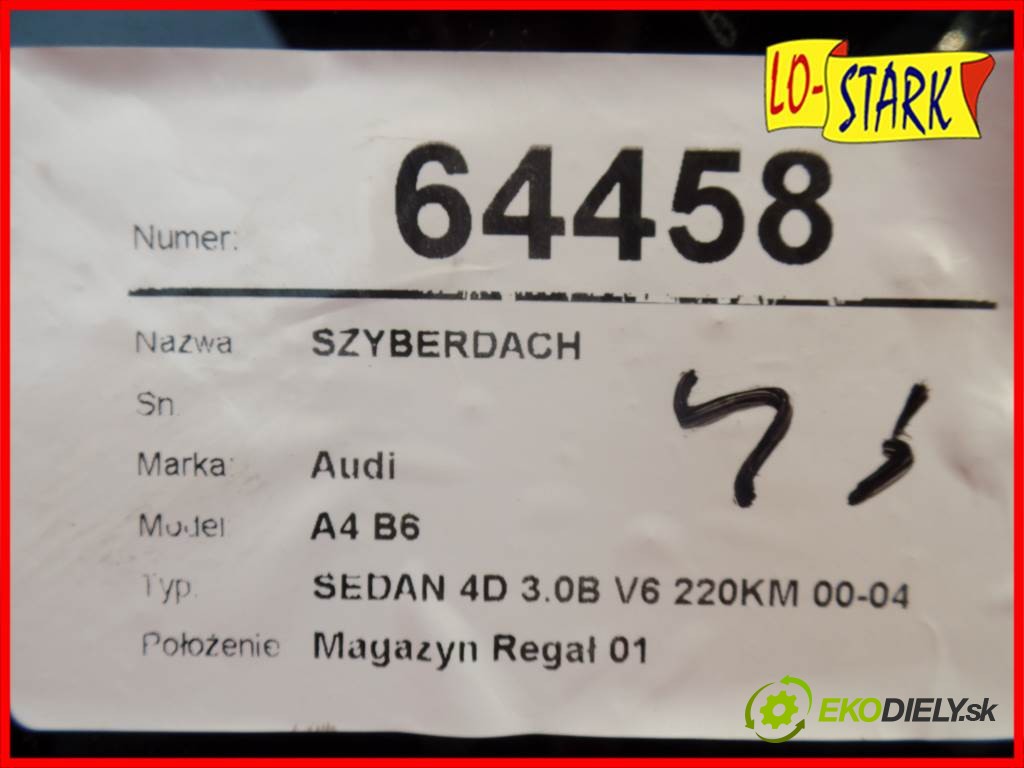 LO-STARK
Numer: 64458
Nazwa SZYBERDACH
Sn.
Marka: Audi
Model A4 B6
Typ. SEDAN 4D 3.0B V6 220KM 00-04
Położenie Magazyn Regał 01
EKODIELY.sk